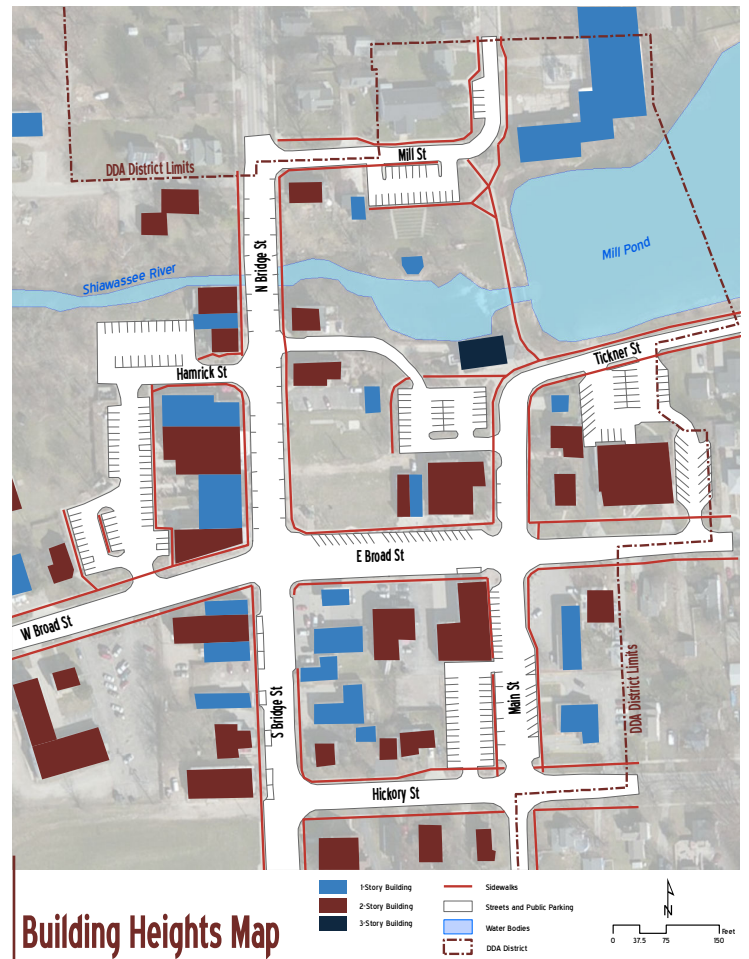 DDA District Limits
Mill St
N Bridge St
Mill Pond
Shiawassee River
Tickner St
Hamrick St
E Broad St
W Broad St
S Bridge St
Main St
DDA District Limits
Hickory St
Building Heights Map
1-Story Building
2-Story Building
3-Story Building
Sidewalks
Streets and Public Parking
Water Bodies
DDA District
N
Feet
0 37.5 75 150